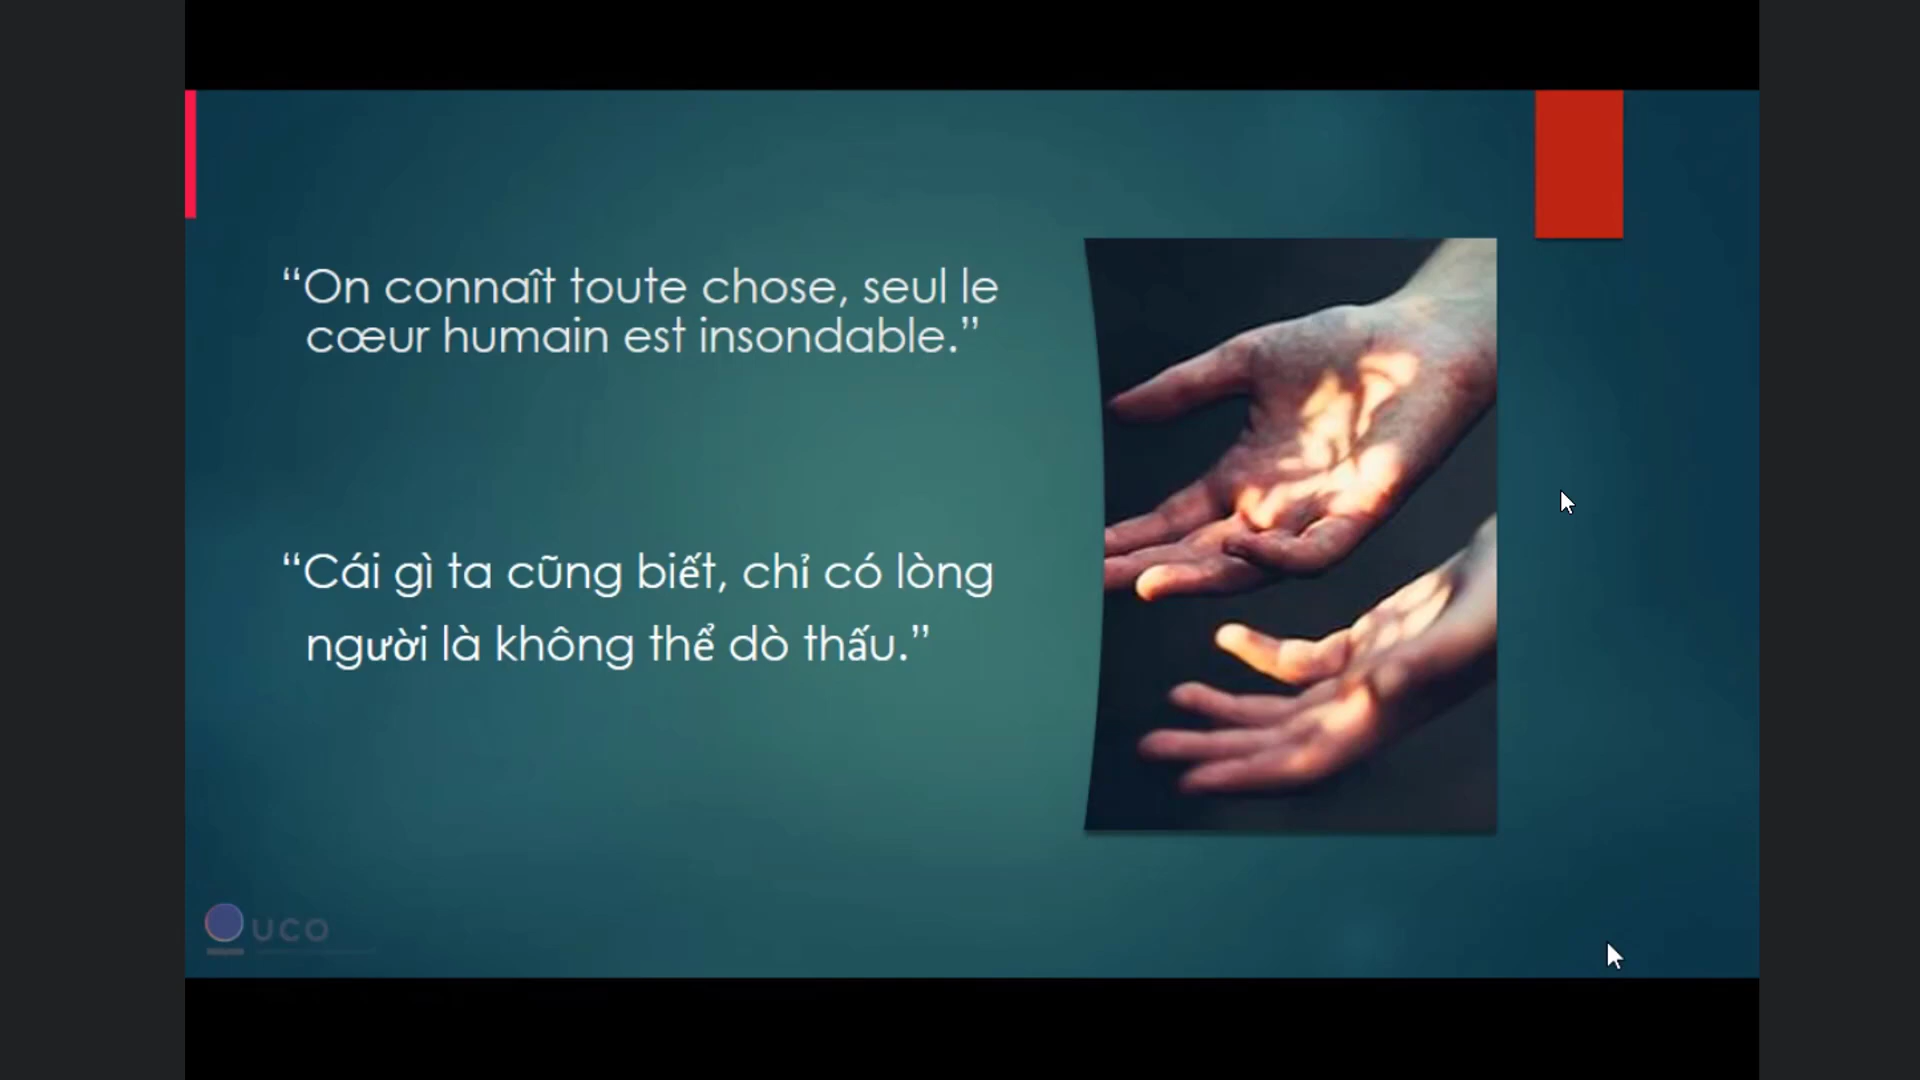 “On connaît toute chose, seul le
cœur humain est insondable.”
“Cái gì ta cũng biết, chỉ có lòng
người là không thể dò thấu.”
UCO